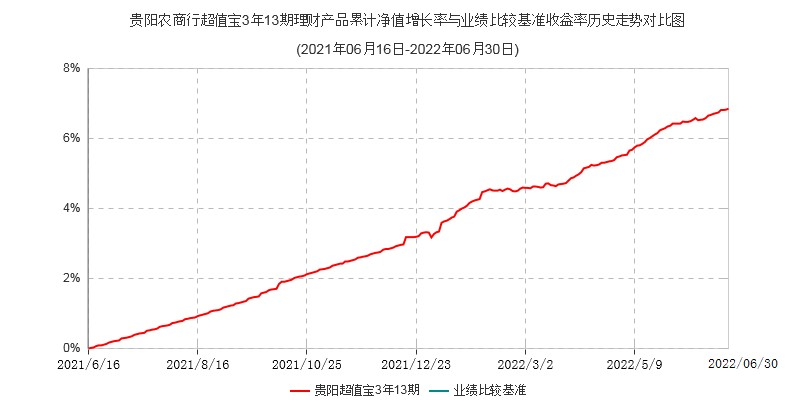 贵阳农商行超值宝3年13期理财产品累计净值增长率与业绩比较基准收益率历史走势对比图
(2021年06月16日-2022年06月30日)
8%
6%
4%
2%
0%
2021/6/16 2021/8/16 2021/10/25 2021/12/23 2022/3/2 2022/5/9 2022/06/30
贵阳超值宝3年13期 业绩比较基准